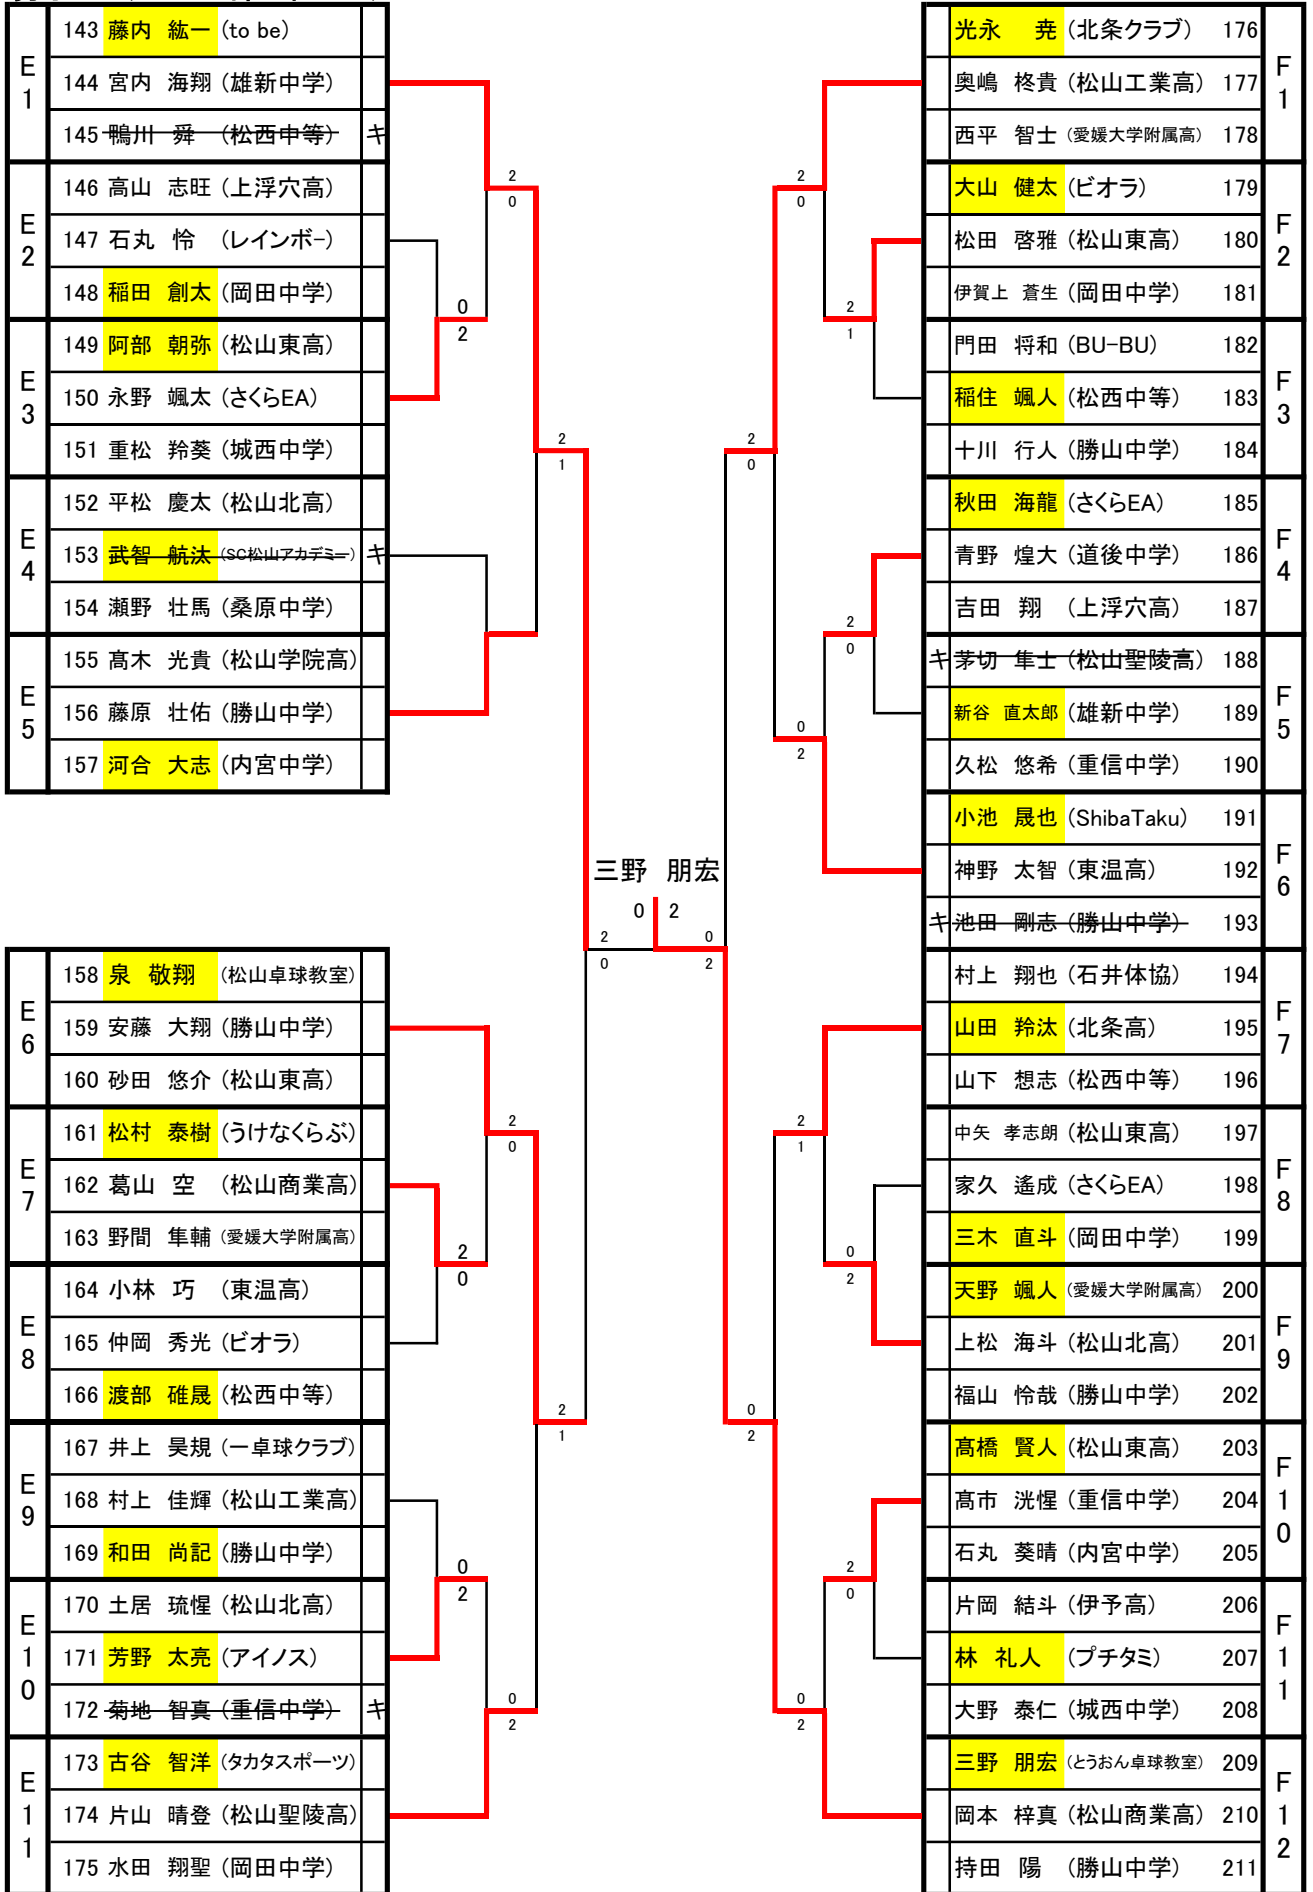 E1
143 藤内 紘一 (to be)
144 宮内 海翔 (雄新中学)
145 鴨川 舜 (松西中等) キ
E2
146 高山 志旺 (上浮穴高)
147 石丸 怜 (レインボー)
148 稲田 創太 (岡田中学)
E3
149 阿部 朝弥 (松山東高)
150 永野 颯太 (さくらEA)
151 重松 羚葵 (城西中学)
E4
152 平松 慶太 (松山北高)
153 武智 航汰 (SC松山アカデミー) キ
154 瀬野 壮馬 (桑原中学)
E5
155 髙木 光貴 (松山学院高)
156 藤原 壮佑 (勝山中学)
157 河合 大志 (内宮中学)
E6
158 泉 敬翔 (松山卓球教室)
159 安藤 大翔 (勝山中学)
160 砂田 悠介 (松山東高)
E7
161 松村 泰樹 (うけなくらぶ)
162 葛山 空 (松山商業高)
163 野間 隼輔 (愛媛大学附属高)
E8
164 小林 巧 (東温高)
165 仲岡 秀光 (ビオラ)
166 渡部 碓晟 (松西中等)
E9
167 井上 昊規 (一卓球クラブ)
168 村上 佳輝 (松山工業高)
169 和田 尚記 (勝山中学)
E10
170 土居 琉惺 (松山北高)
171 芳野 太亮 (アイノス)
172 菊地 智真 (重信中学) キ
E11
173 古谷 智洋 (タカタスポーツ)
174 片山 晴登 (松山聖陵高)
175 水田 翔聖 (岡田中学)
2
0
0
2
2
1
2
0
2
0
2
0
2
1
0
2
0
2
三野 朋宏
0 2
2
0
2
1
2
0
2
0
0
2
0
2
2
1
0
2
0
2
2
0
0
2
光永 尭 (北条クラブ) 176
奥嶋 柊貴 (松山工業高) 177
西平 智士 (愛媛大学附属高) 178
F1
大山 健太 (ビオラ) 179
松田 啓雅 (松山東高) 180
伊賀上 蒼生 (岡田中学) 181
F2
門田 将和 (BU-BU) 182
稲住 颯人 (松西中等) 183
十川 行人 (勝山中学) 184
F3
秋田 海龍 (さくらEA) 185
青野 煌大 (道後中学) 186
吉田 翔 (上浮穴高) 187
F4
キ 茅切 隼士 (松山聖陵高) 188
新谷 直太郎 (雄新中学) 189
久松 悠希 (重信中学) 190
F5
小池 晟也 (ShibaTaku) 191
神野 太智 (東温高) 192
キ 池田 剛志 (勝山中学) 193
F6
村上 翔也 (石井体協) 194
山田 羚汰 (北条高) 195
山下 想志 (松西中等) 196
F7
中矢 孝志朗 (松山東高) 197
家久 遙成 (さくらEA) 198
三木 直斗 (岡田中学) 199
F8
天野 颯人 (愛媛大学附属高) 200
上松 海斗 (松山北高) 201
福山 怜哉 (勝山中学) 202
F9
髙橋 賢人 (松山東高) 203
髙市 洸惺 (重信中学) 204
石丸 葵晴 (内宮中学) 205
F10
片岡 結斗 (伊予高) 206
林 礼人 (プチタミ) 207
大野 泰仁 (城西中学) 208
F11
三野 朋宏 (とうおん卓球教室) 209
岡本 梓真 (松山商業高) 210
持田 陽 (勝山中学) 211
F12